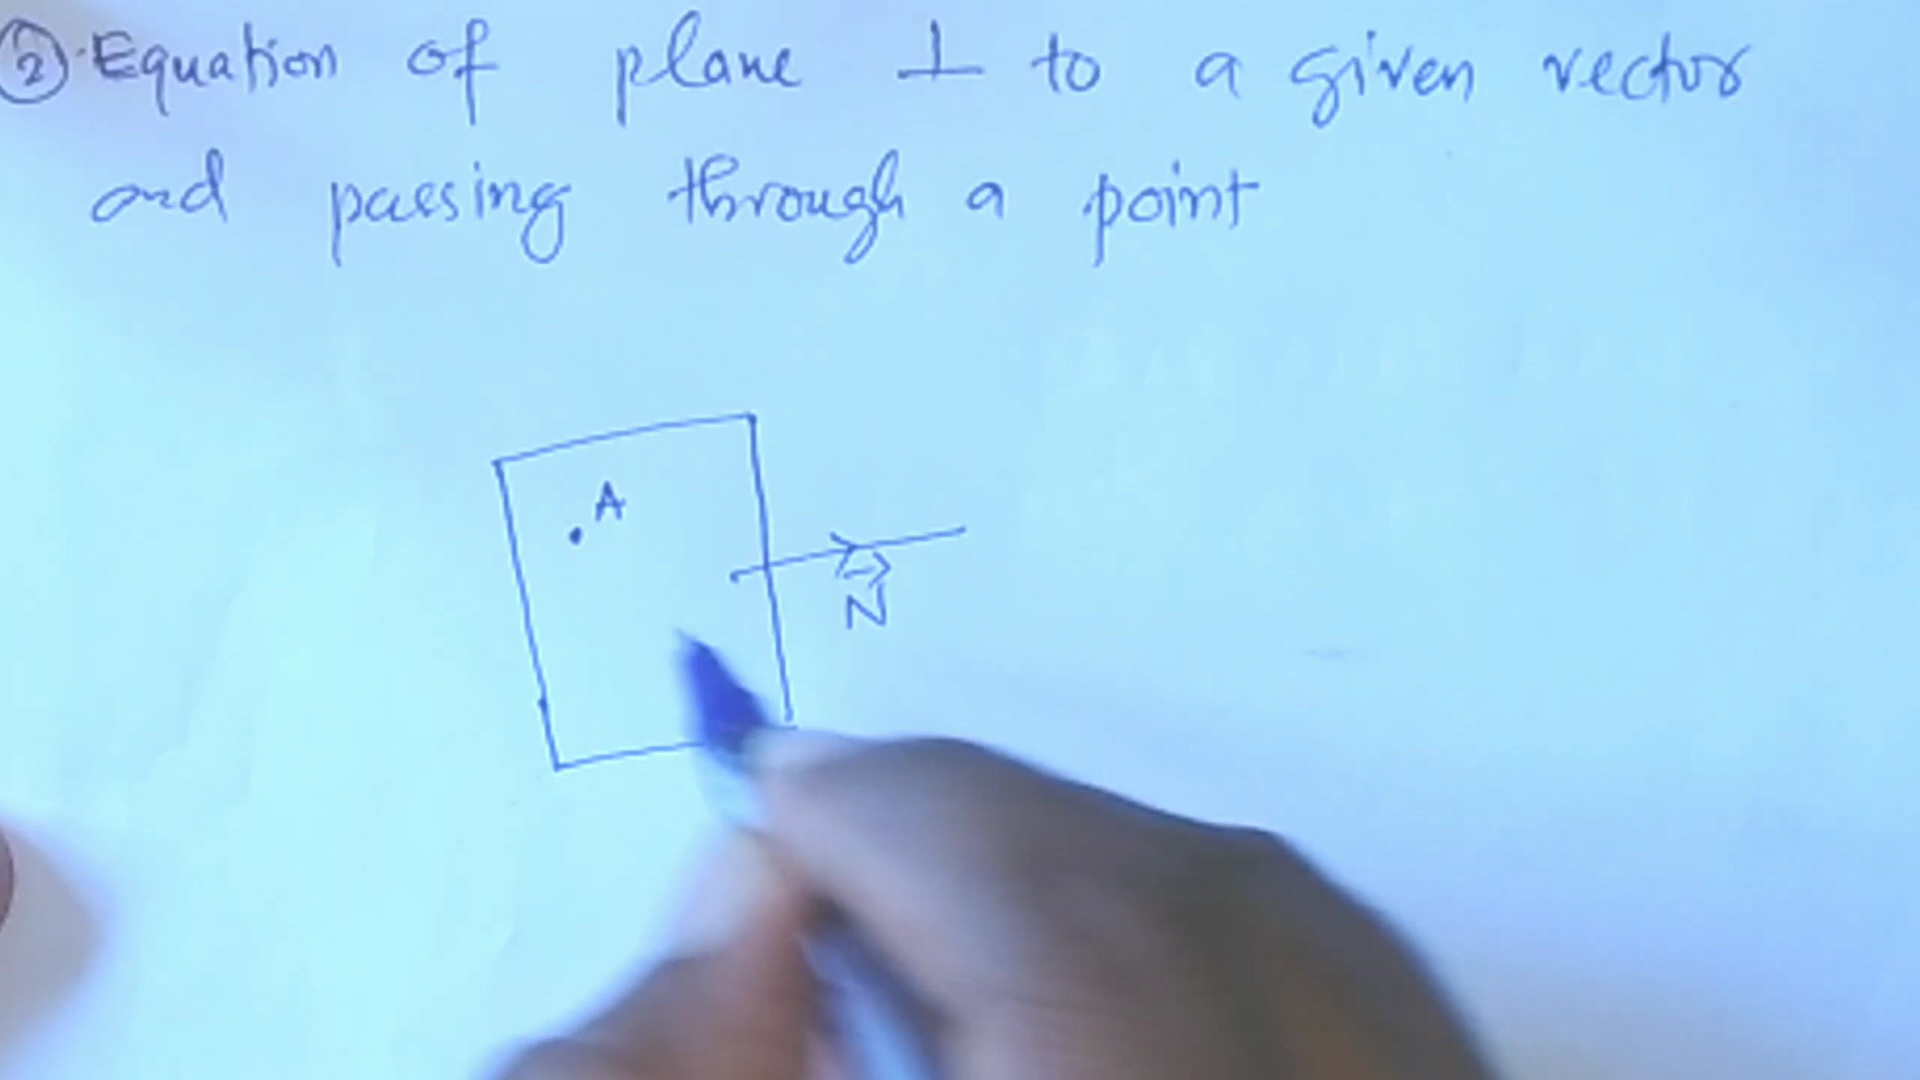 ② Equation of plane ⊥ to a given vector
and passing through a point
A
N⃗